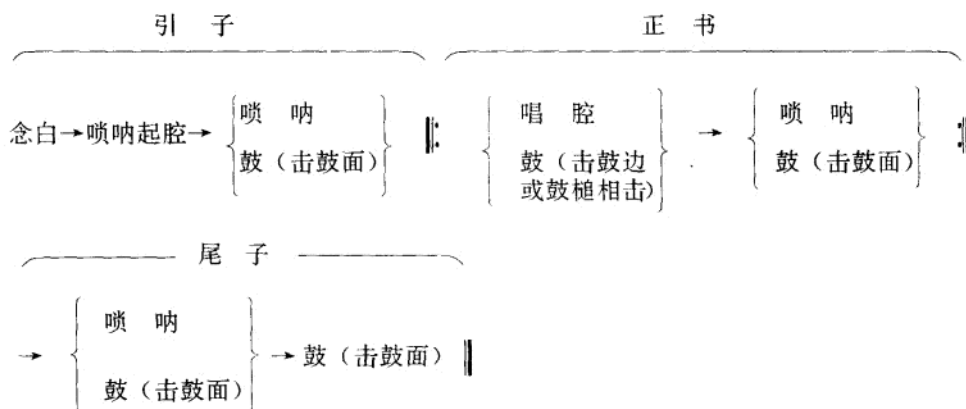 引子 正书
唢呐 唱腔 唢呐
念白→唢呐起腔→ 鼓（击鼓面） 鼓（击鼓边 → 鼓（击鼓面）
或鼓槌相击）
尾子
唢呐
→ → 鼓（击鼓面）
鼓（击鼓面）